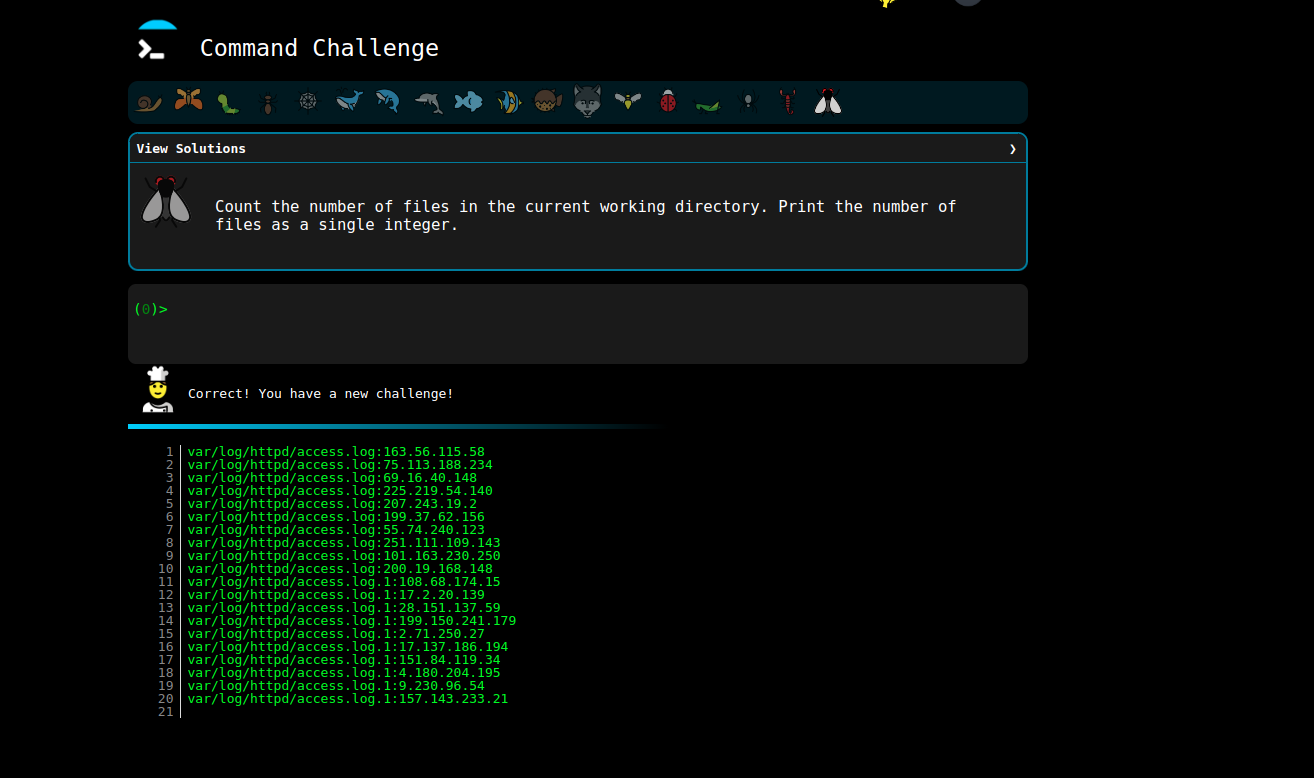 Command Challenge
View Solutions ❯
Count the number of files in the current working directory. Print the number of
files as a single integer.
(0)>
Correct! You have a new challenge!
1 var/log/httpd/access.log:163.56.115.58
2 var/log/httpd/access.log:75.113.188.234
3 var/log/httpd/access.log:69.16.40.148
4 var/log/httpd/access.log:225.219.54.140
5 var/log/httpd/access.log:207.243.19.2
6 var/log/httpd/access.log:199.37.62.156
7 var/log/httpd/access.log:55.74.240.123
8 var/log/httpd/access.log:251.111.109.143
9 var/log/httpd/access.log:101.163.230.250
10 var/log/httpd/access.log:200.19.168.148
11 var/log/httpd/access.log.1:108.68.174.15
12 var/log/httpd/access.log.1:17.2.20.139
13 var/log/httpd/access.log.1:28.151.137.59
14 var/log/httpd/access.log.1:199.150.241.179
15 var/log/httpd/access.log.1:2.71.250.27
16 var/log/httpd/access.log.1:17.137.186.194
17 var/log/httpd/access.log.1:151.84.119.34
18 var/log/httpd/access.log.1:4.180.204.195
19 var/log/httpd/access.log.1:9.230.96.54
20 var/log/httpd/access.log.1:157.143.233.21
21